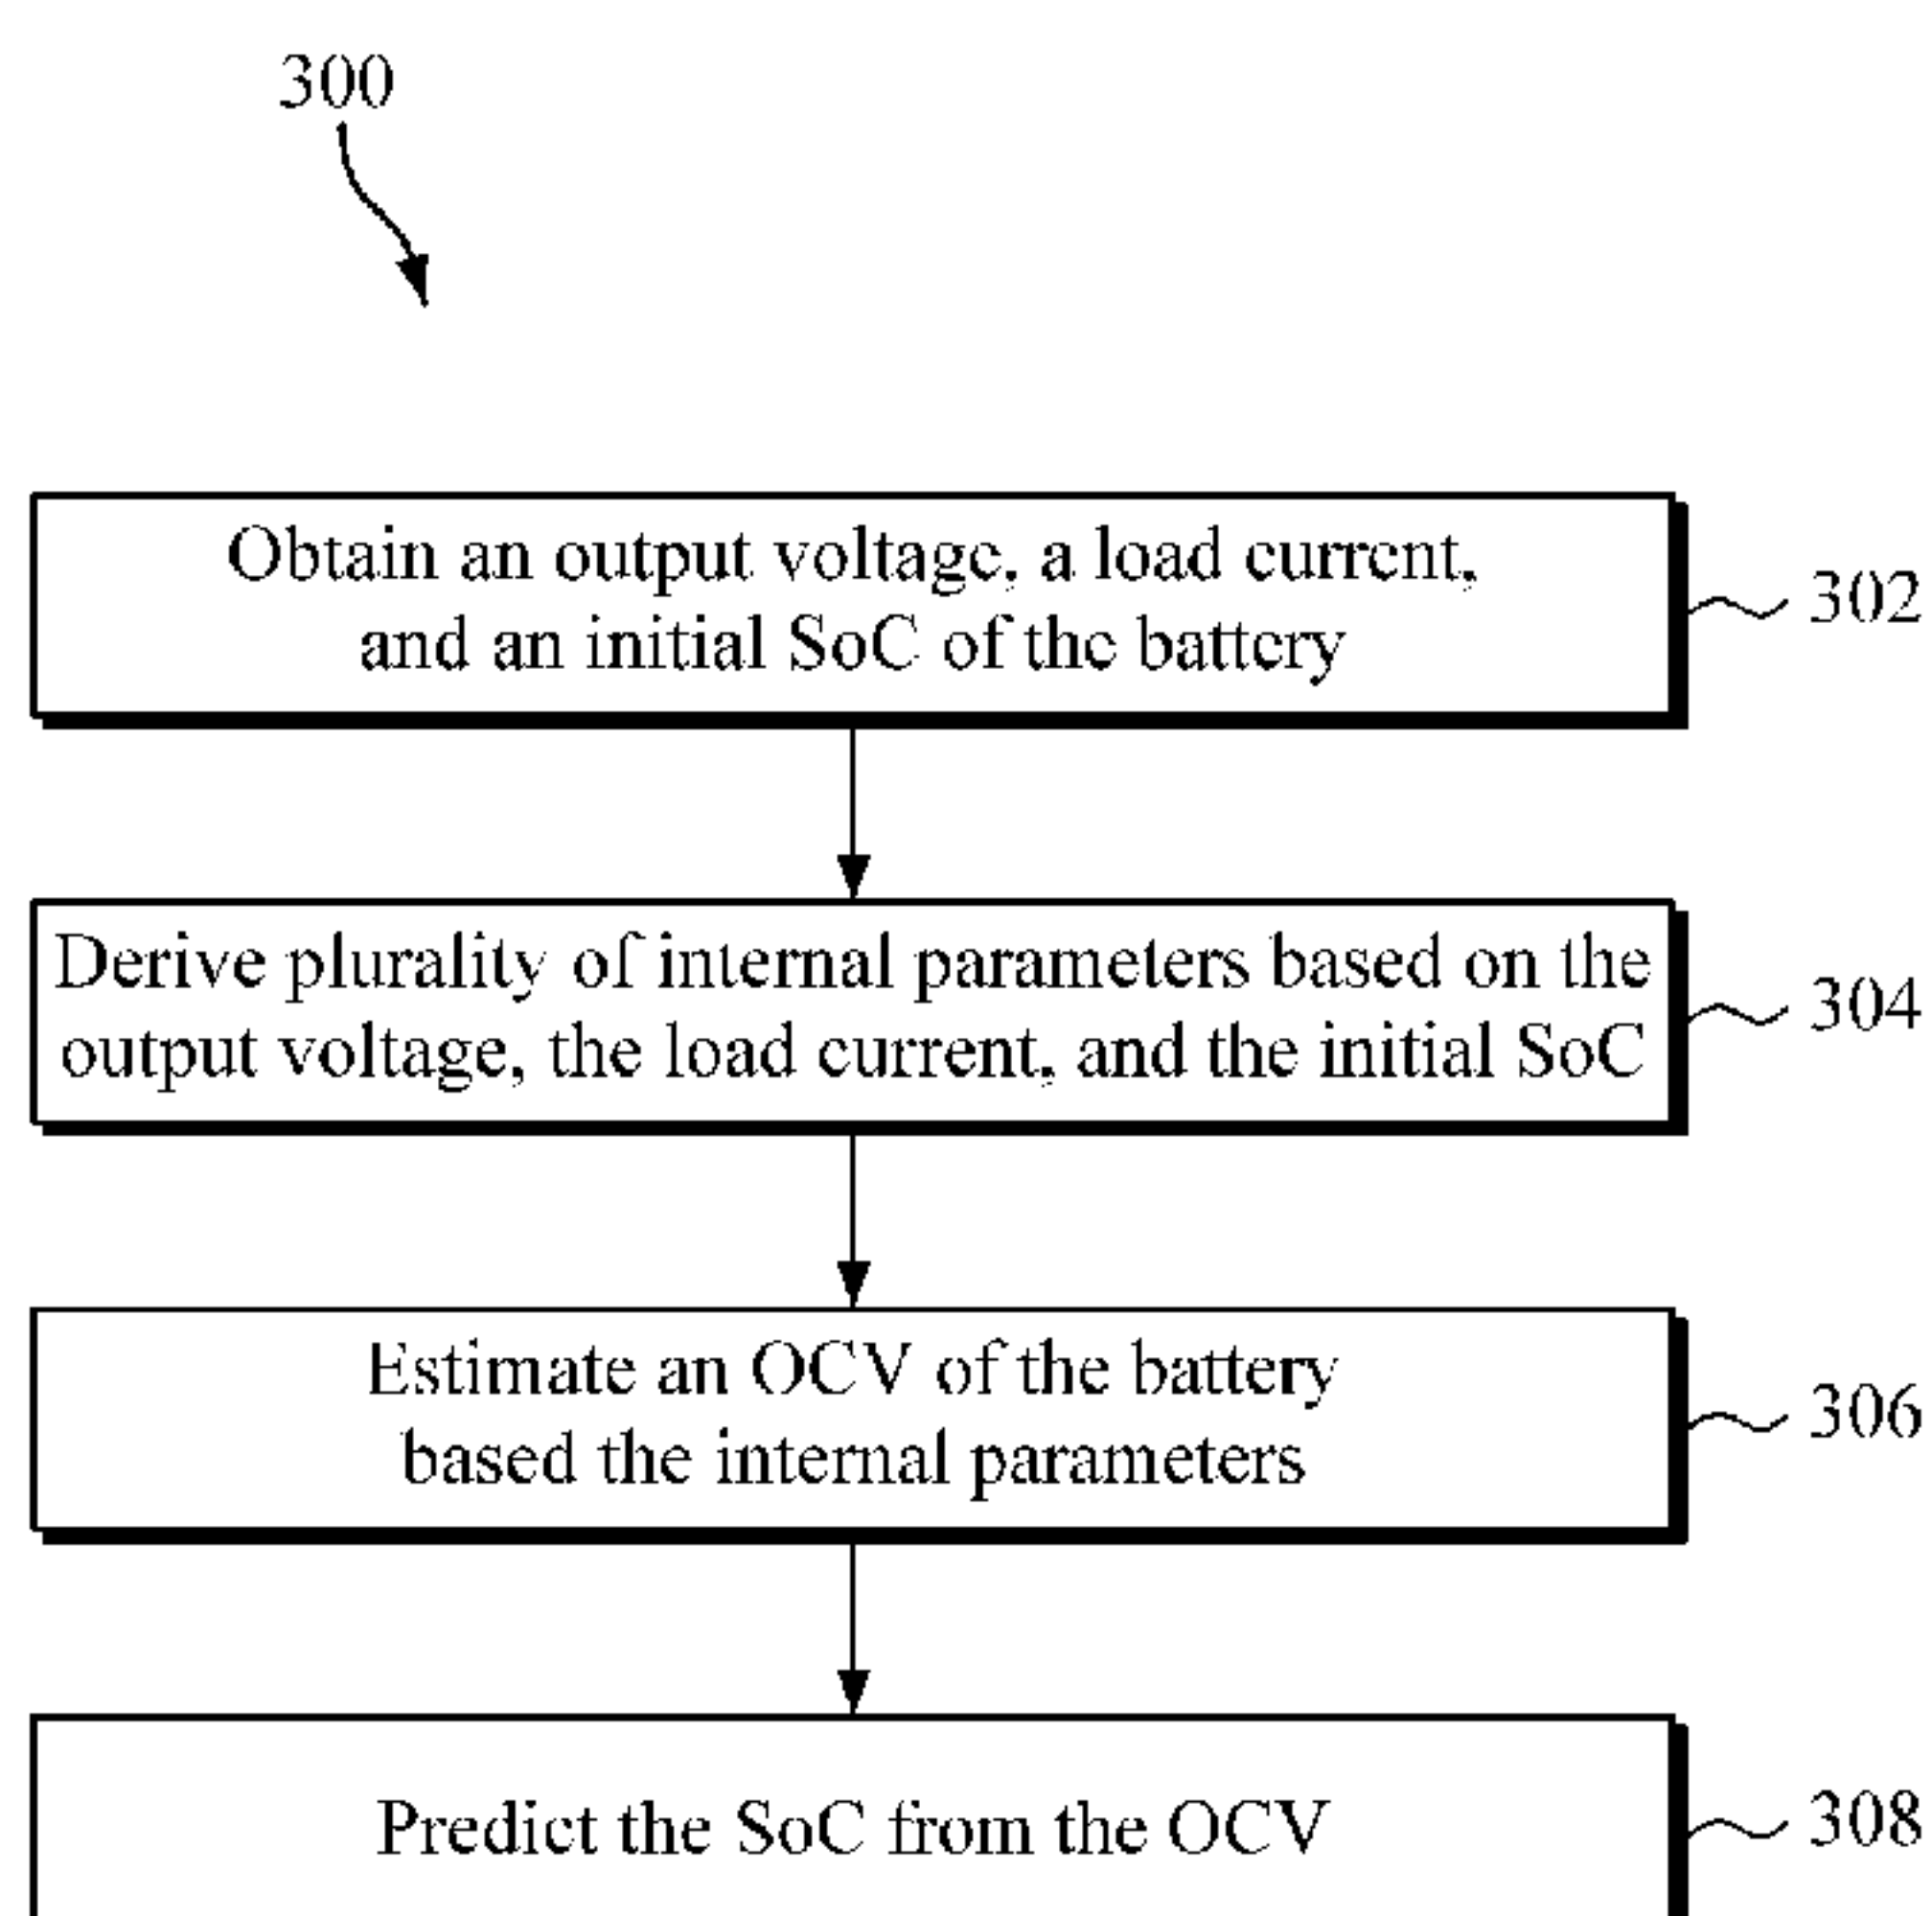 300
Obtain an output voltage, a load current,
and an initial SoC of the battery
302
Derive plurality of internal parameters based on the
output voltage, the load current, and the initial SoC
304
Estimate an OCV of the battery
based the internal parameters
306
Predict the SoC from the OCV
308